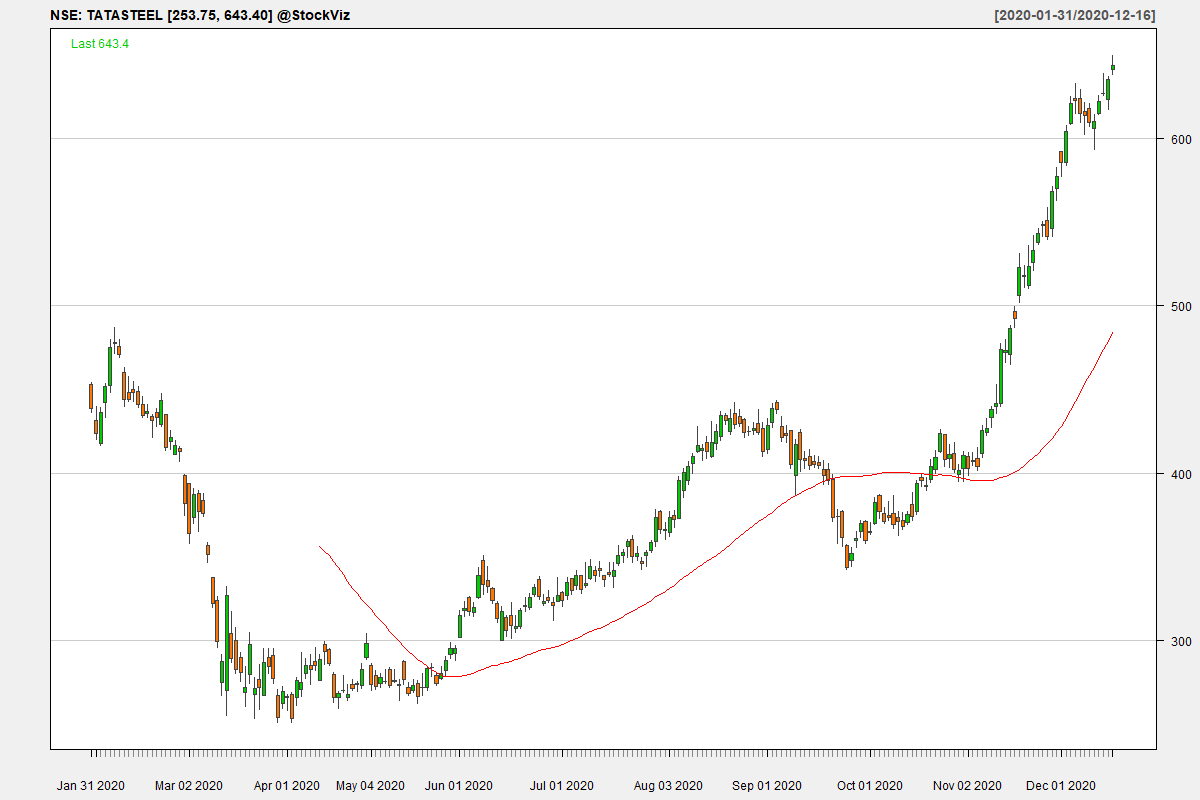 NSE: TATASTEEL [253.75, 643.40] @StockViz
[2020-01-31/2020-12-16]
Last 643.4
600
500
400
300
Jan 31 2020
Mar 02 2020
Apr 01 2020
May 04 2020
Jun 01 2020
Jul 01 2020
Aug 03 2020
Sep 01 2020
Oct 01 2020
Nov 02 2020
Dec 01 2020